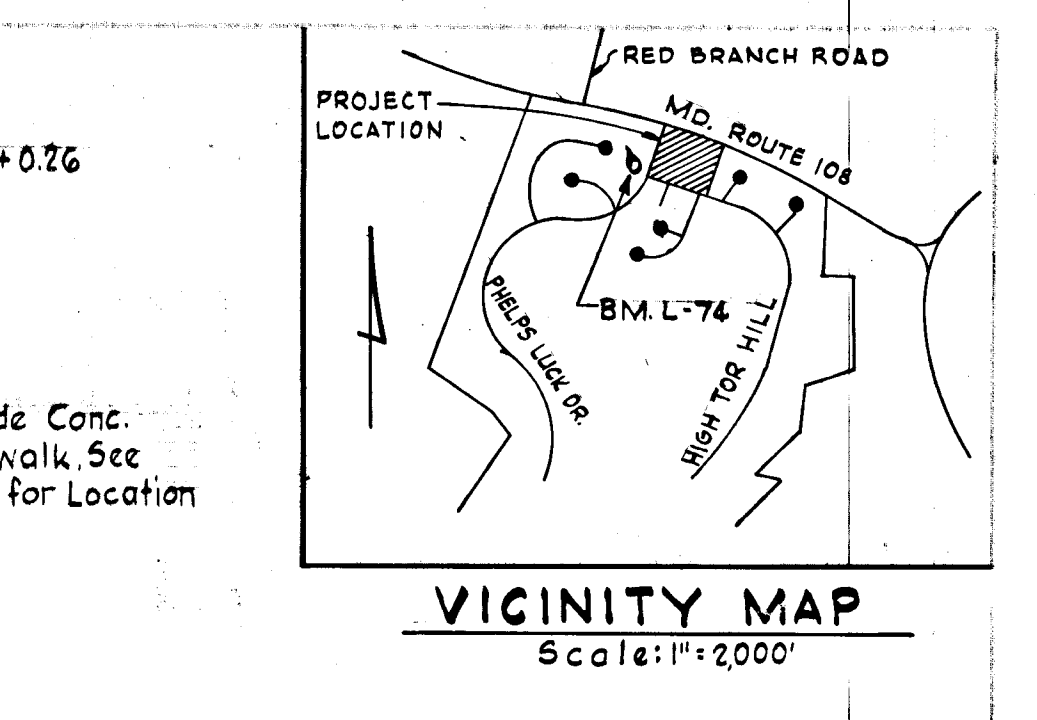 RED BRANCH ROAD
PROJECT
LOCATION
MD. ROUTE 108
+ 0.26
BM. L-74
PHELPS LUCK DR.
HIGH TOR HILL
de Conc.
walk, See
for Location
VICINITY MAP
Scale: 1" = 2,000'